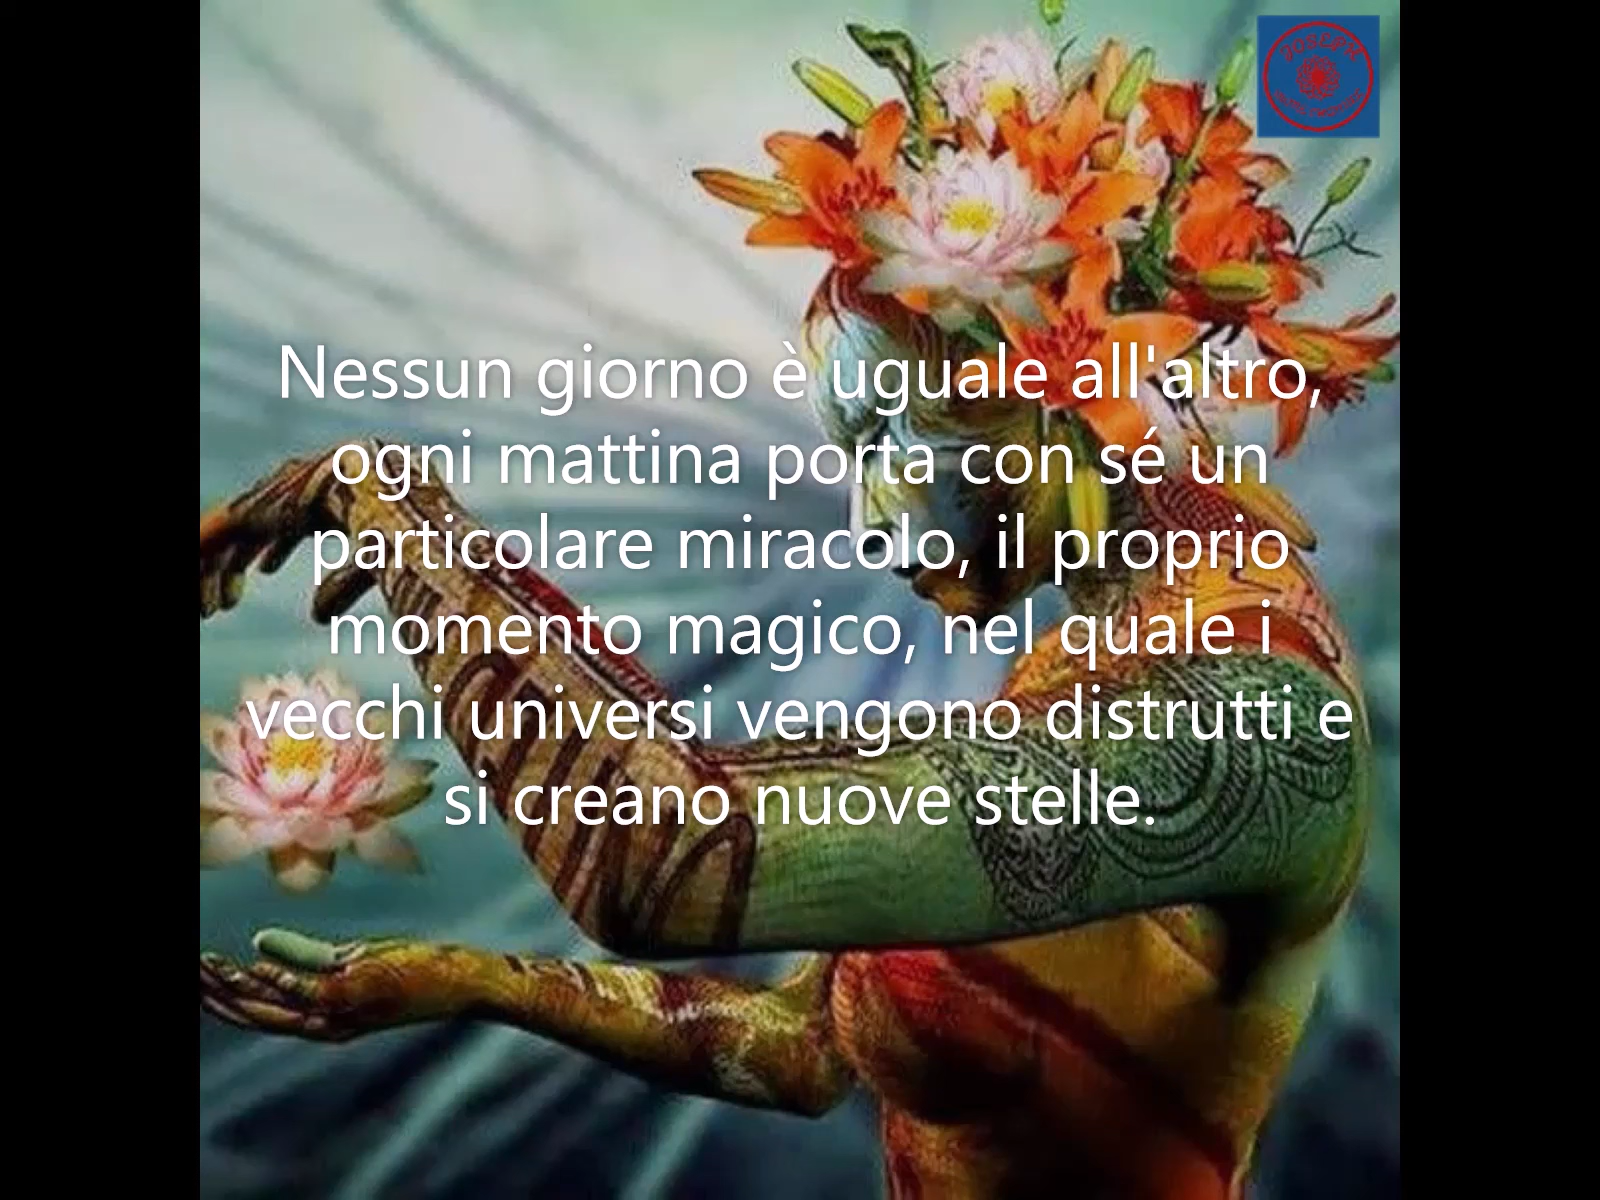 JOSEPH
Nessun giorno è uguale all'altro,
ogni mattina porta con sé un
particolare miracolo, il proprio
momento magico, nel quale i
vecchi universi vengono distrutti e
si creano nuove stelle.